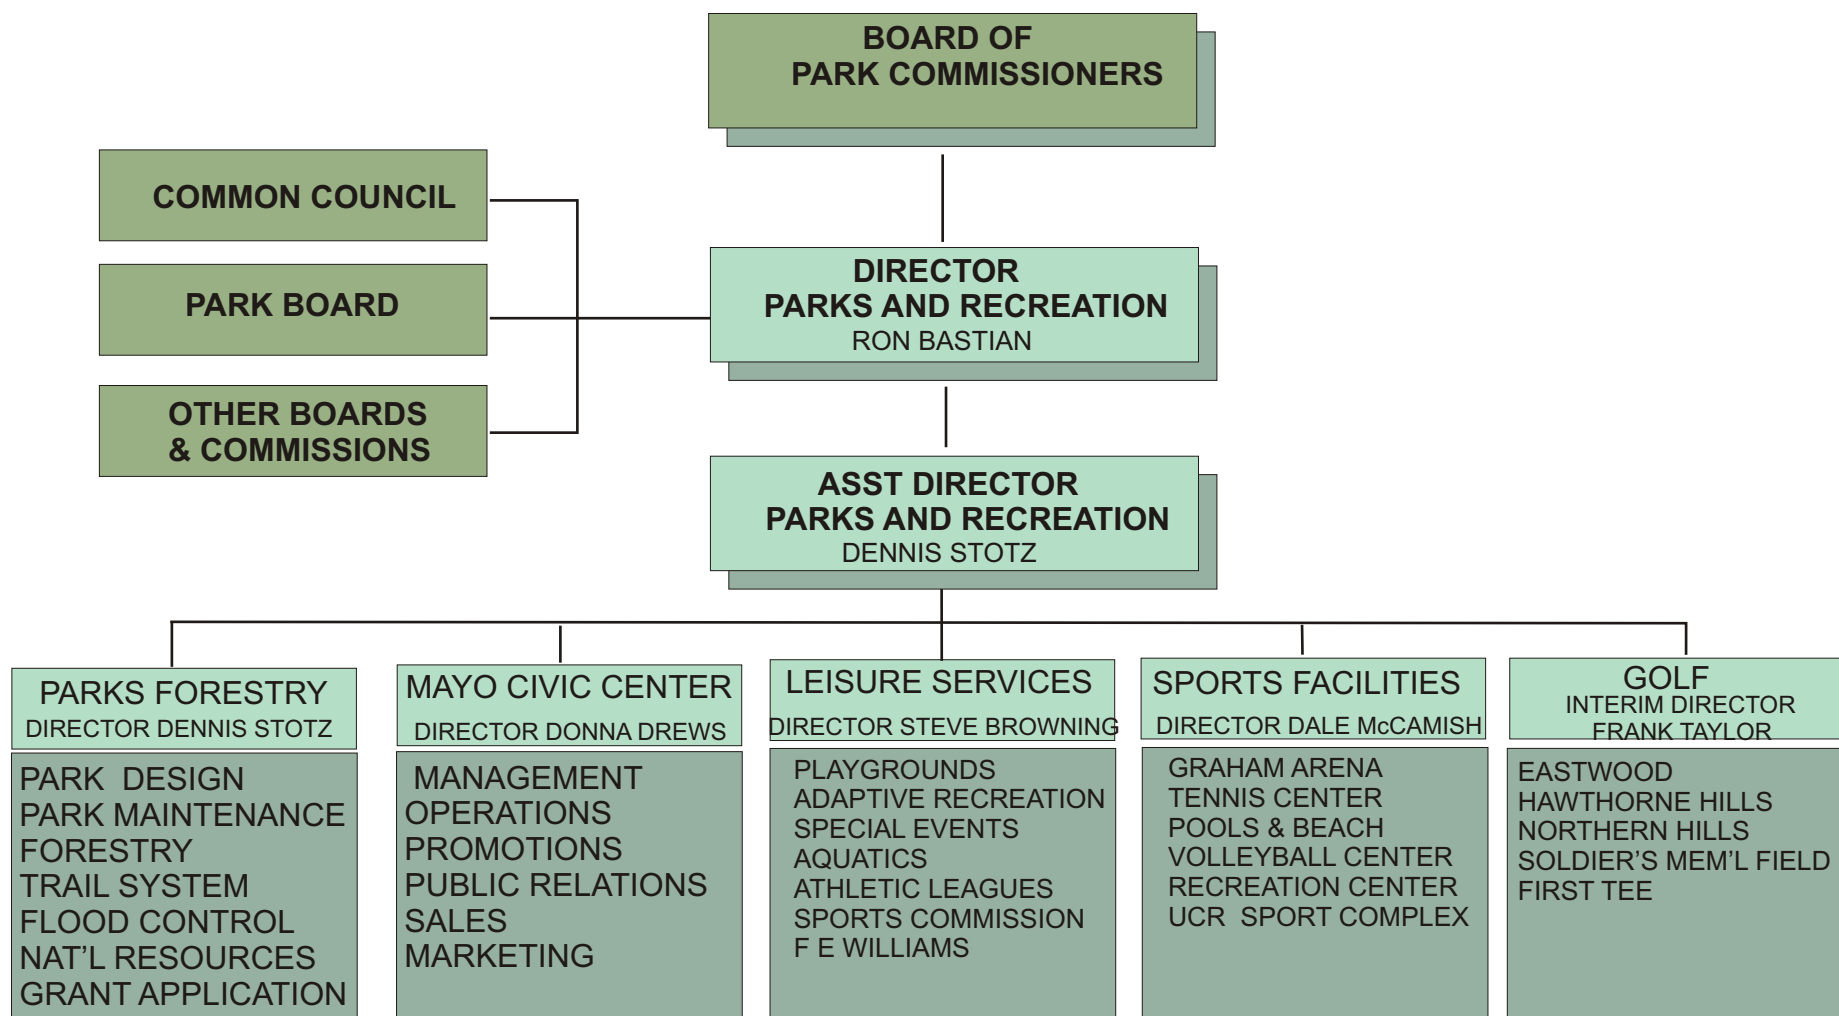 BOARD OF
PARK COMMISSIONERS
COMMON COUNCIL
PARK BOARD
OTHER BOARDS
& COMMISSIONS
DIRECTOR
PARKS AND RECREATION
RON BASTIAN
ASST DIRECTOR
PARKS AND RECREATION
DENNIS STOTZ
PARKS FORESTRY
DIRECTOR DENNIS STOTZ
PARK DESIGN
PARK MAINTENANCE
FORESTRY
TRAIL SYSTEM
FLOOD CONTROL
NAT’L RESOURCES
GRANT APPLICATION
MAYO CIVIC CENTER
DIRECTOR DONNA DREWS
MANAGEMENT
OPERATIONS
PROMOTIONS
PUBLIC RELATIONS
SALES
MARKETING
LEISURE SERVICES
DIRECTOR STEVE BROWNING
PLAYGROUNDS
ADAPTIVE RECREATION
SPECIAL EVENTS
AQUATICS
ATHLETIC LEAGUES
SPORTS COMMISSION
F E WILLIAMS
SPORTS FACILITIES
DIRECTOR DALE McCAMISH
GRAHAM ARENA
TENNIS CENTER
POOLS & BEACH
VOLLEYBALL CENTER
RECREATION CENTER
UCR SPORT COMPLEX
GOLF
INTERIM DIRECTOR
FRANK TAYLOR
EASTWOOD
HAWTHORNE HILLS
NORTHERN HILLS
SOLDIER’S MEM’L FIELD
FIRST TEE